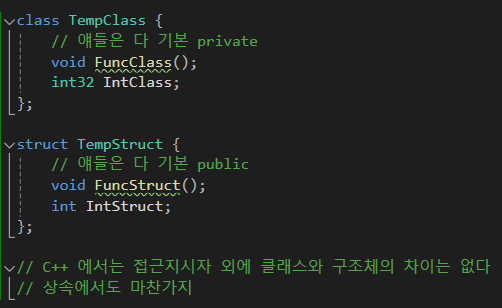 class TempClass {
// 얘들은 다 기본 private
void FuncClass();
int32 IntClass;
};
struct TempStruct {
// 얘들은 다 기본 public
void FuncStruct();
int IntStruct;
};
// C++ 에서는 접근지시자 외에 클래스와 구조체의 차이는 없다
// 상속에서도 마찬가지